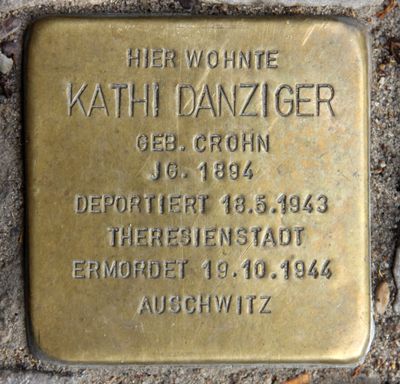 HIER WOHNTE
KATHI DANZIGER
GEB. CROHN
JG. 1894
DEPORTIERT 18.5.1943
THERESIENSTADT
ERMORDET 19.10.1944
AUSCHWITZ